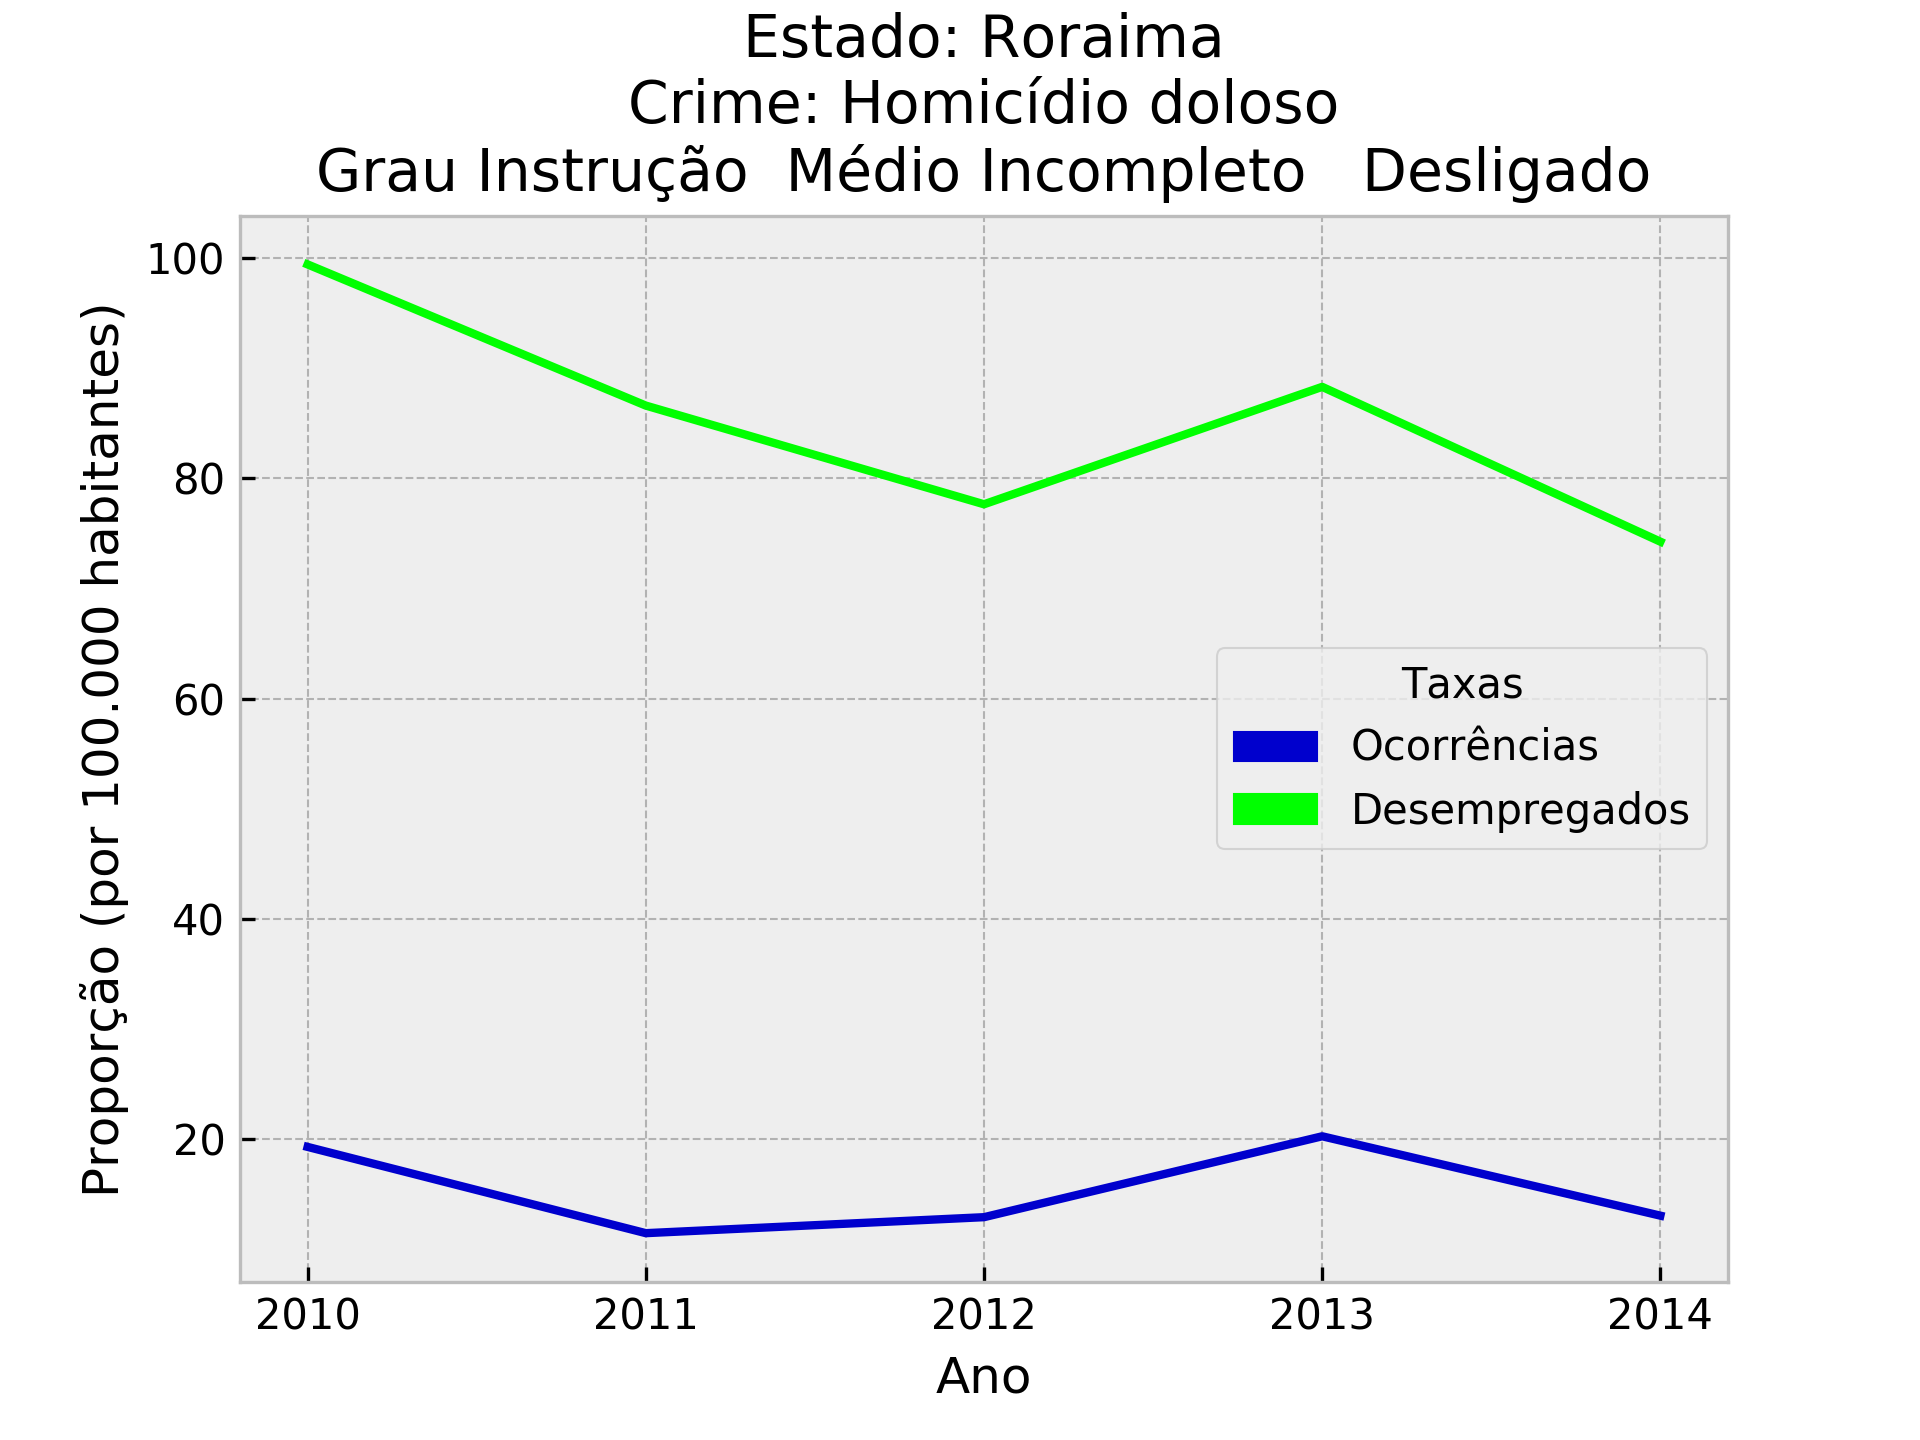 Estado: Roraima
Crime: Homicídio doloso
Grau Instrução  Médio Incompleto   Desligado
Proporção (por 100.000 habitantes)
100
80
60
40
20
Taxas
Ocorrências
Desempregados
2010 2011 2012 2013 2014
Ano